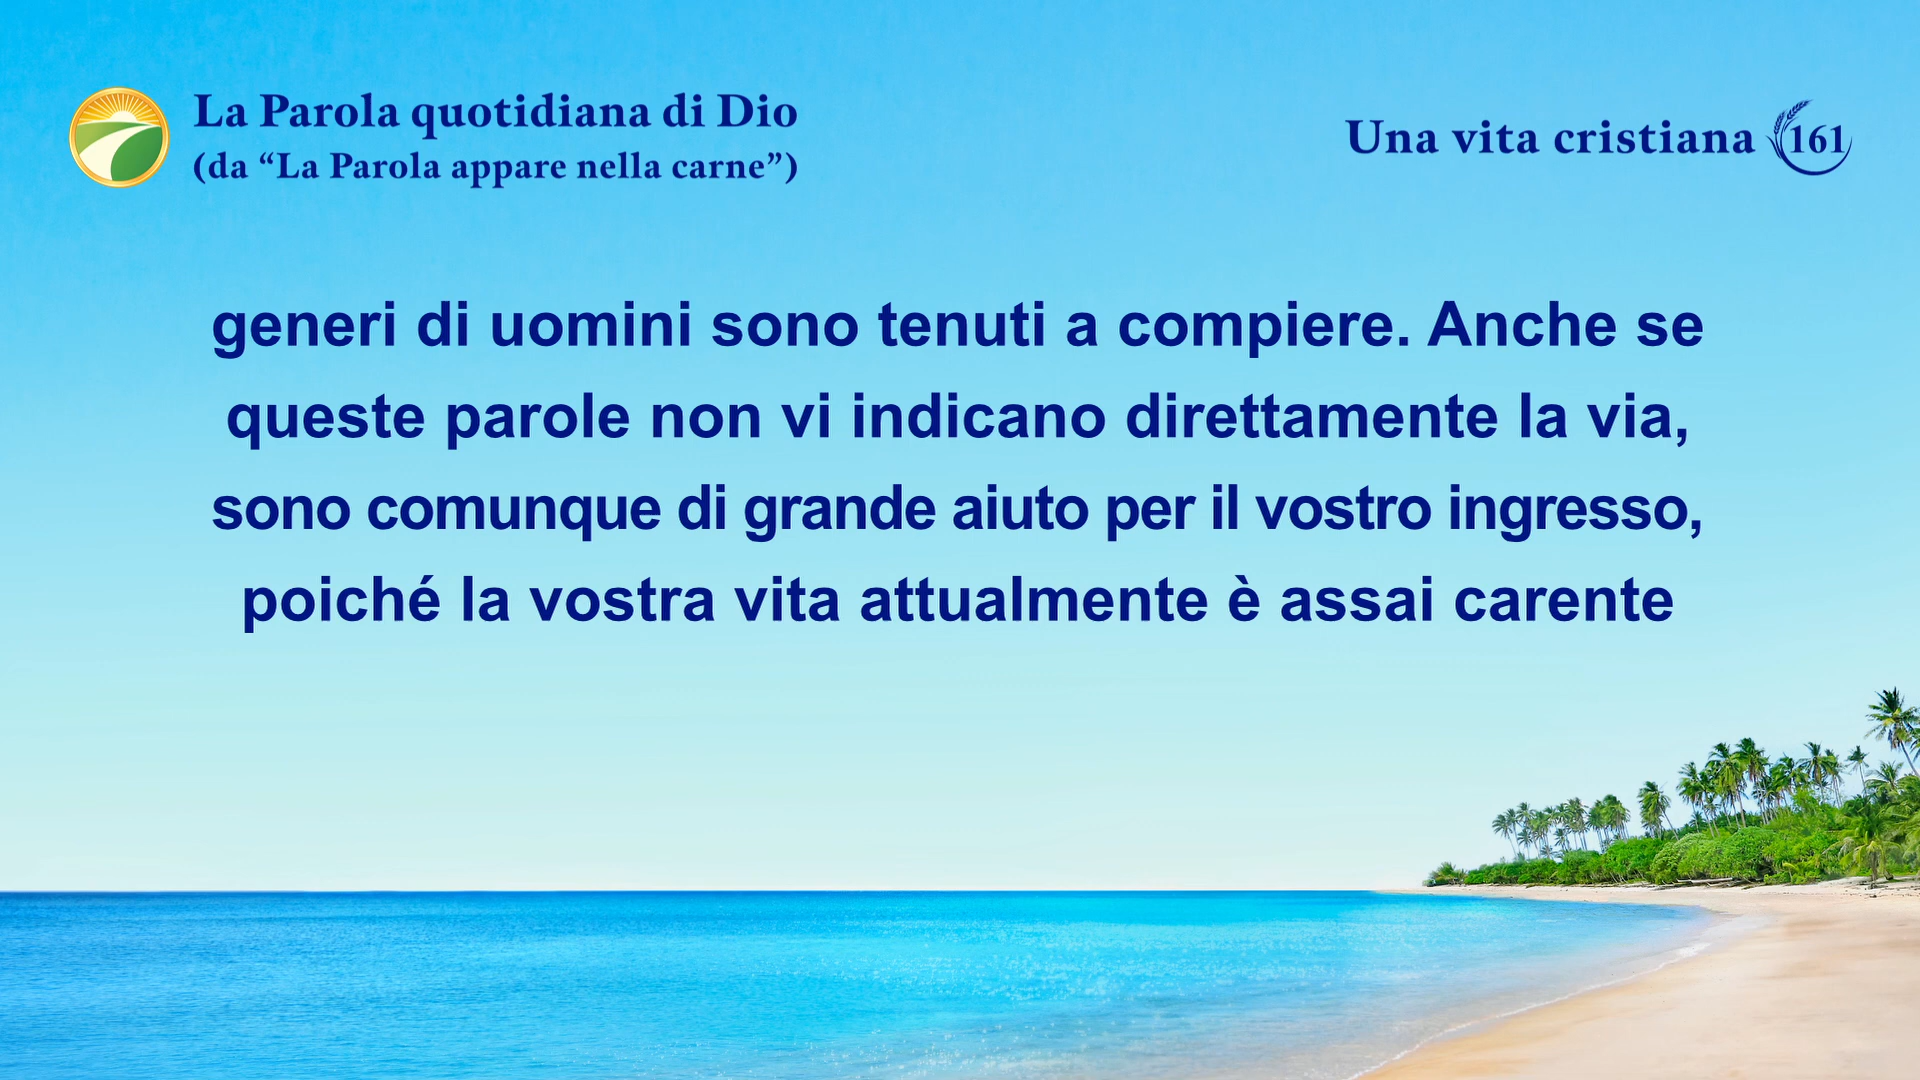 La Parola quotidiana di Dio
(da “La Parola appare nella carne”)
Una vita cristiana 161
generi di uomini sono tenuti a compiere. Anche se
queste parole non vi indicano direttamente la via,
sono comunque di grande aiuto per il vostro ingresso,
poiché la vostra vita attualmente è assai carente